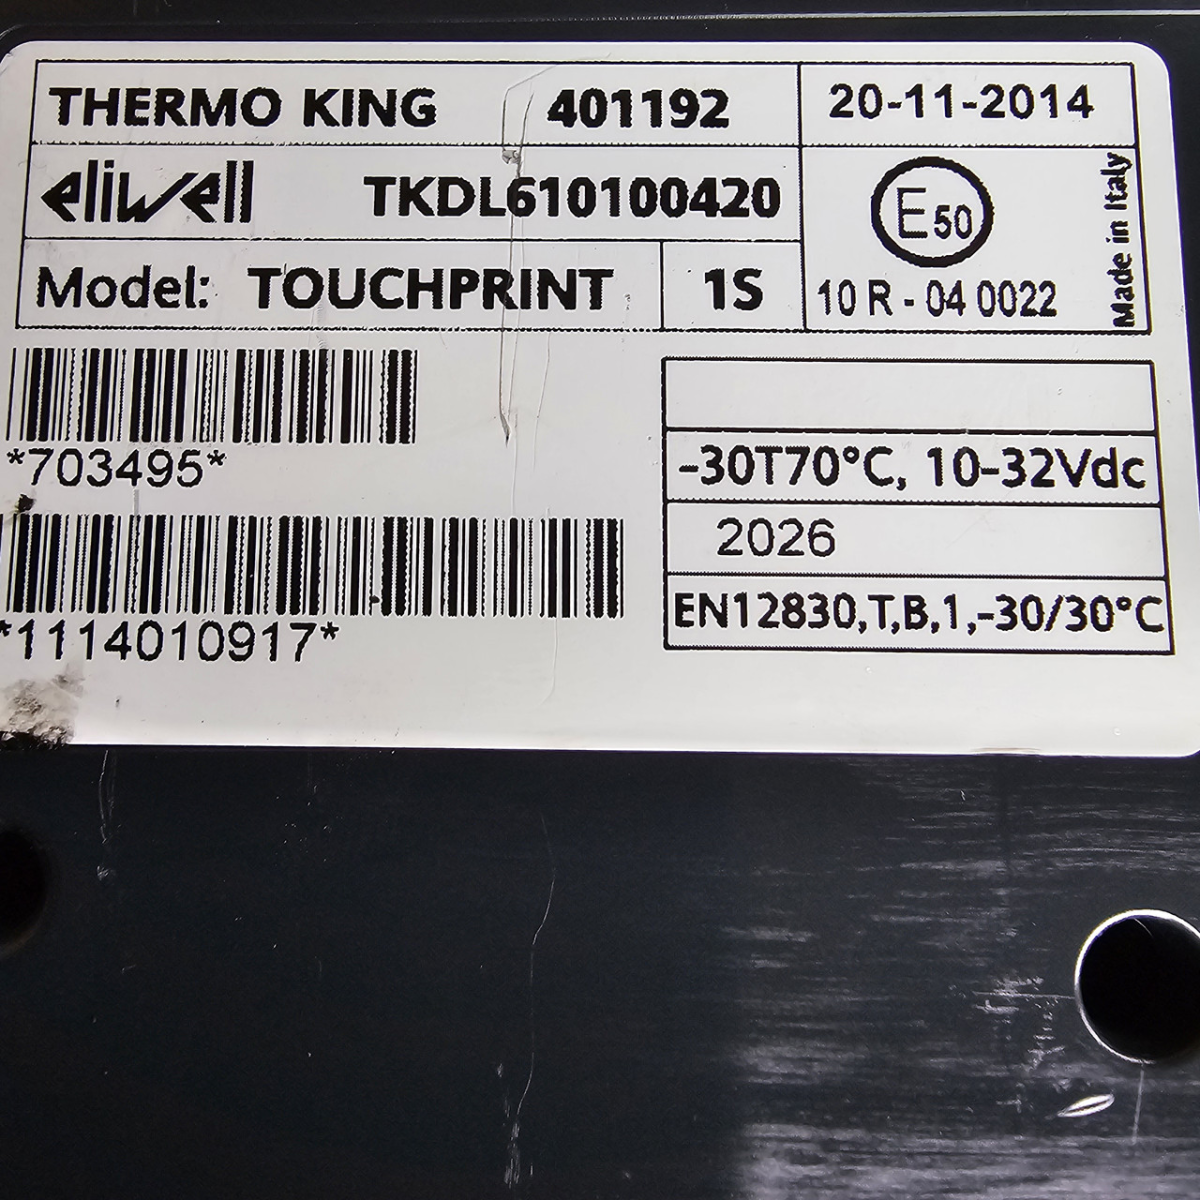 THERMO KING 401192
20-11-2014
eliwell TKDL610100420
E50
Made in Italy
Model: TOUCHPRINT 1S
10 R - 04 0022
*703495*
-30T70°C, 10-32Vdc
2026
*1114010917*
EN12830,T,B,1,-30/30°C